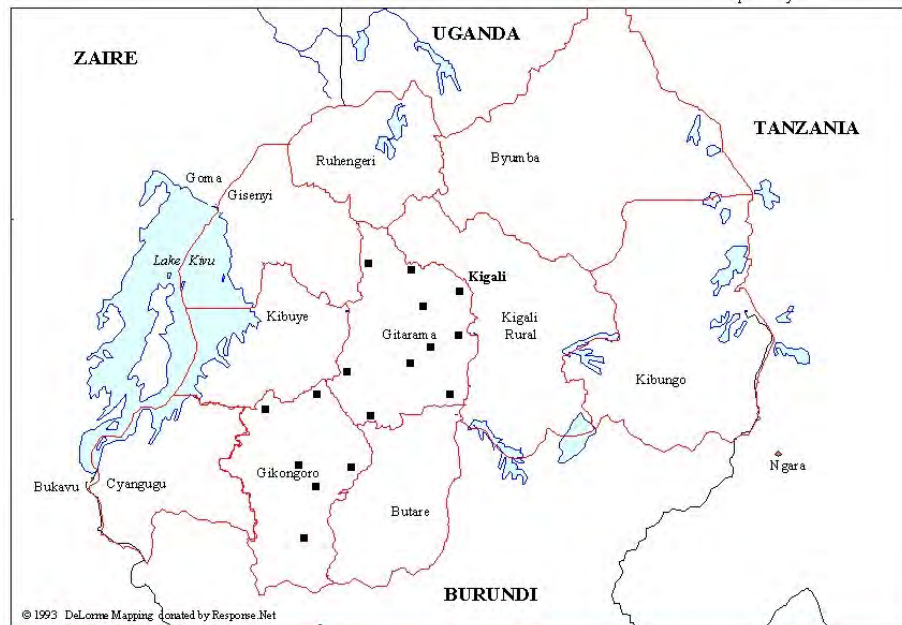 UGANDA
ZAIRE
TANZANIA
Byumba
Ruhengeri
Goma
Gisenyi
Lake Kivu
Kigali
Kibuye
Kigali
Rural
Gitarama
Kibungo
Gikongoro
Ngara
Bukavu
Cyangugu
Butare
BURUNDI
© 1993 DeLorme Mapping donated by Response.Net